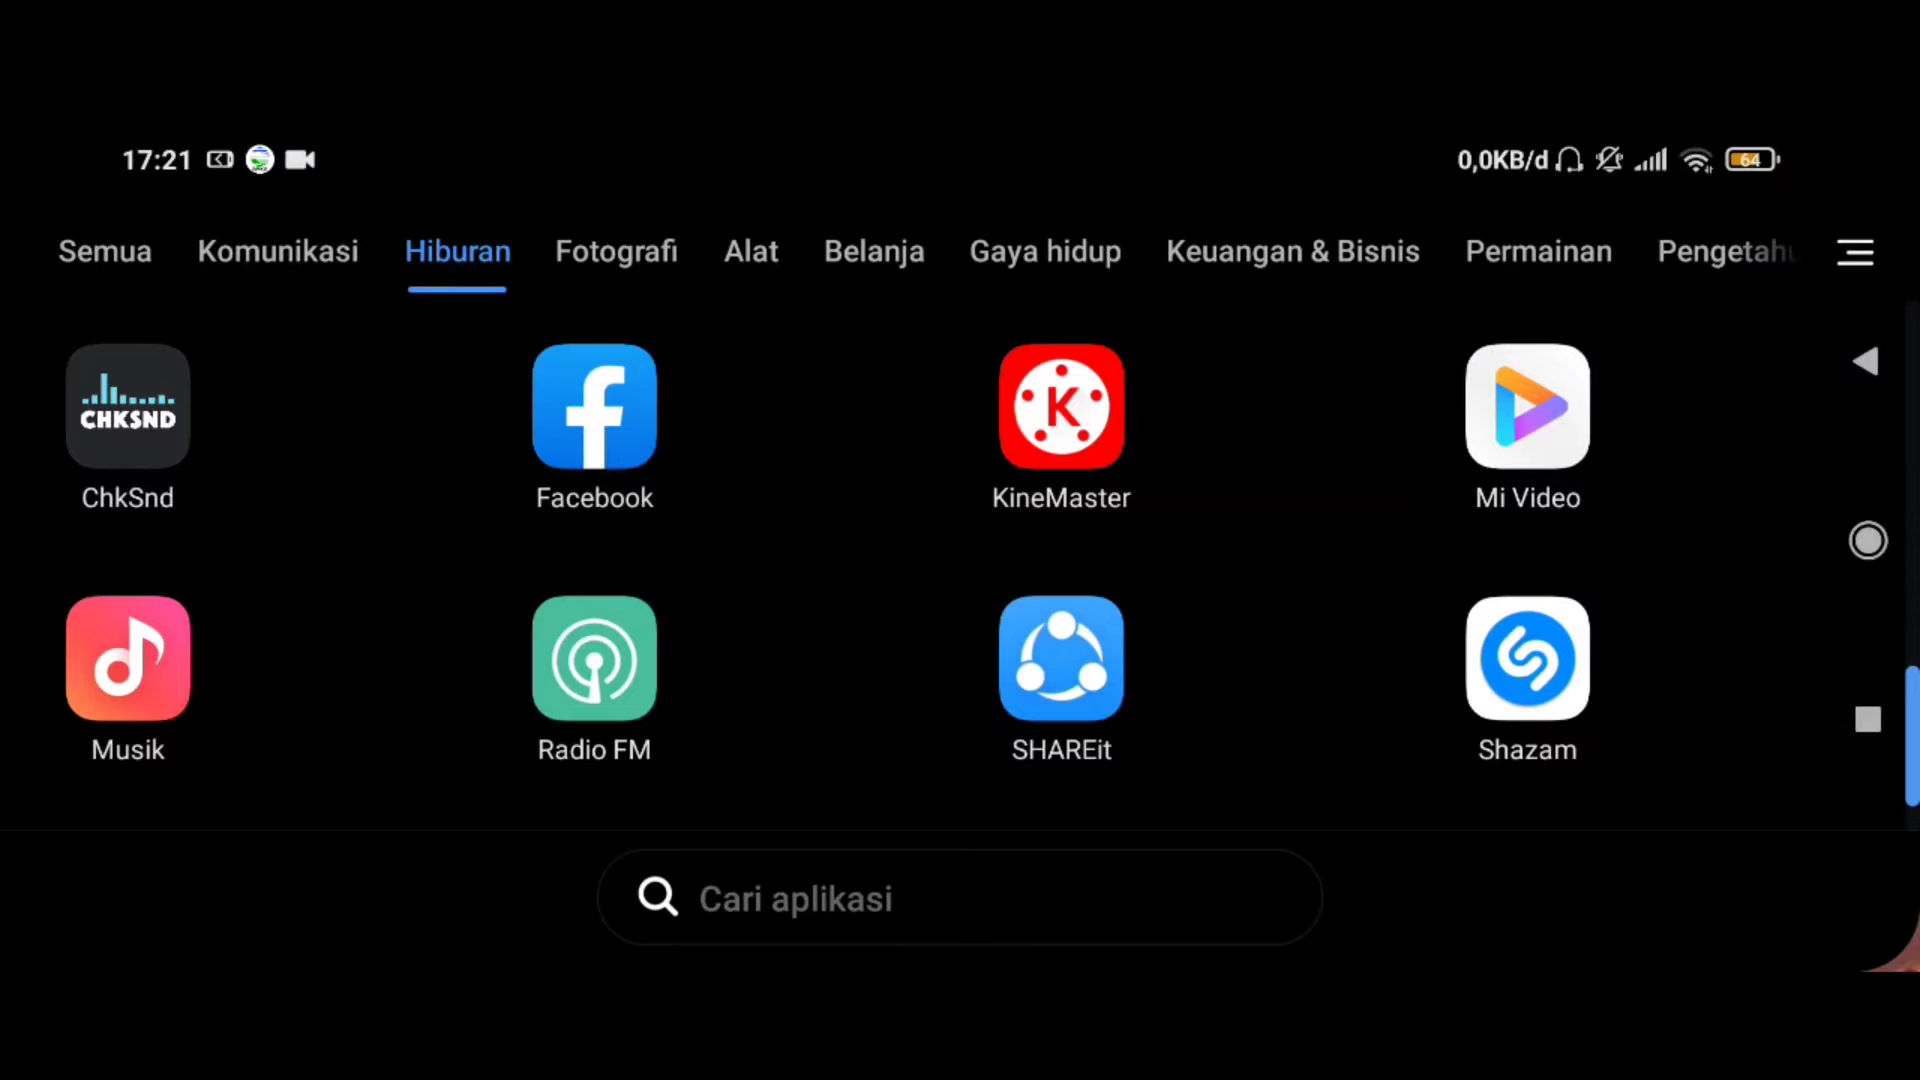 17:21
0,0KB/d
64
Semua Komunikasi Hiburan Fotografi Alat Belanja Gaya hidup Keuangan & Bisnis Permainan Pengetahu
CHKSND
ChkSnd
Facebook
K
KineMaster
Mi Video
Musik
Radio FM
SHAREit
Shazam
Cari aplikasi